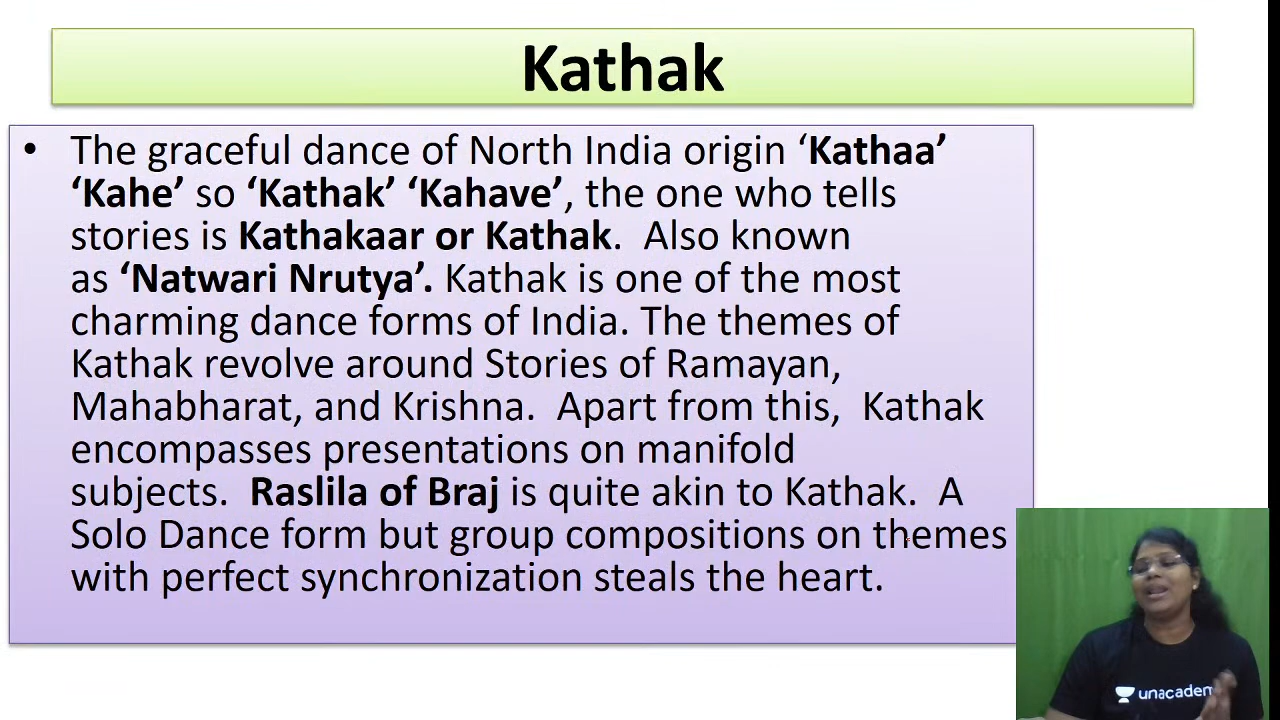 Kathak
• The graceful dance of North India origin ‘Kathaa’
‘Kahe’ so ‘Kathak’ ‘Kahave’, the one who tells
stories is Kathakaar or Kathak.  Also known
as ‘Natwari Nrutya’. Kathak is one of the most
charming dance forms of India. The themes of
Kathak revolve around Stories of Ramayan,
Mahabharat, and Krishna.  Apart from this,  Kathak
encompasses presentations on manifold
subjects.  Raslila of Braj is quite akin to Kathak.  A
Solo Dance form but group compositions on themes
with perfect synchronization steals the heart.
unacadem